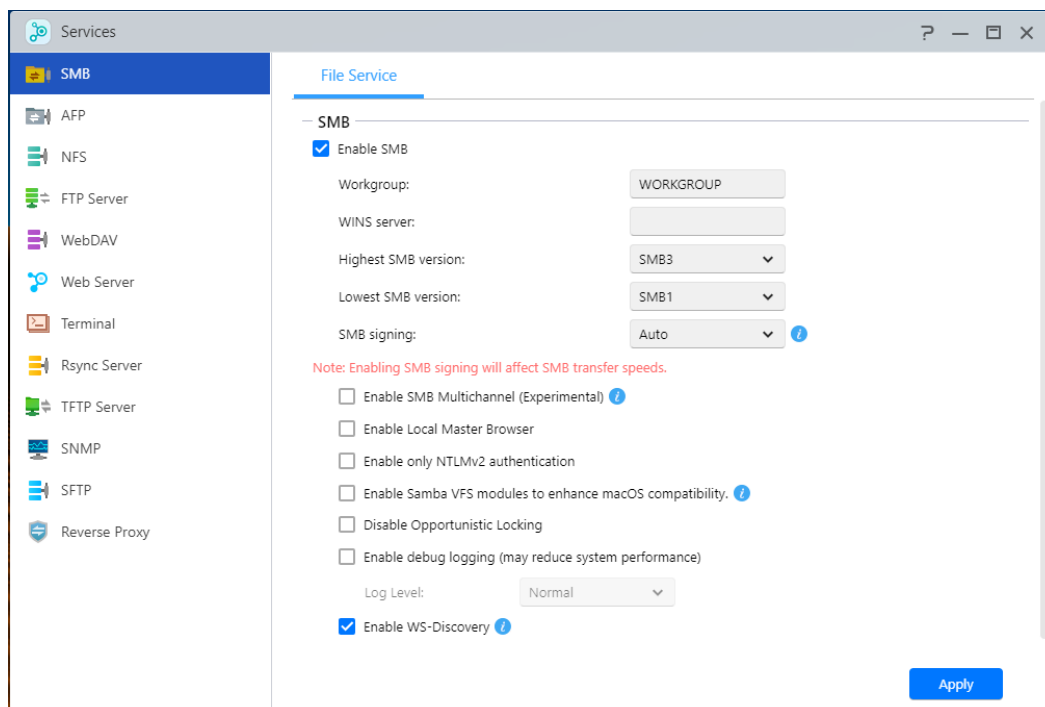 Services
SMB
AFP
NFS
FTP Server
WebDAV
Web Server
Terminal
Rsync Server
TFTP Server
SNMP
SFTP
Reverse Proxy
File Service
SMB
Enable SMB
Workgroup: WORKGROUP
WINS server:
Highest SMB version: SMB3
Lowest SMB version: SMB1
SMB signing: Auto
Note: Enabling SMB signing will affect SMB transfer speeds.
Enable SMB Multichannel (Experimental)
Enable Local Master Browser
Enable only NTLMv2 authentication
Enable Samba VFS modules to enhance macOS compatibility.
Disable Opportunistic Locking
Enable debug logging (may reduce system performance)
Log Level: Normal
Enable WS-Discovery
Apply